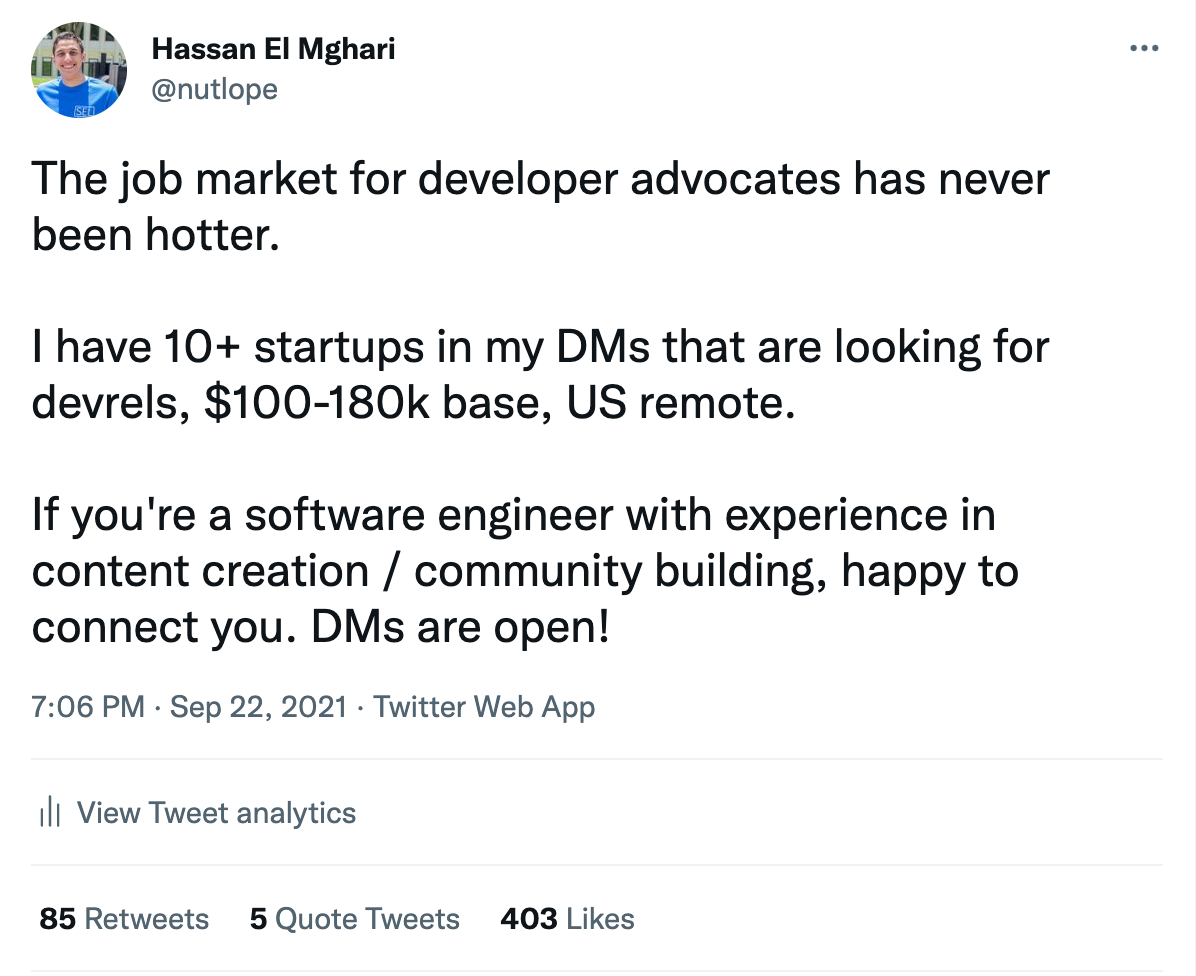 Hassan El Mghari
@nutlope
The job market for developer advocates has never
been hotter.
I have 10+ startups in my DMs that are looking for
devrels, $100-180k base, US remote.
If you're a software engineer with experience in
content creation / community building, happy to
connect you. DMs are open!
7:06 PM · Sep 22, 2021 · Twitter Web App
View Tweet analytics
85 Retweets 5 Quote Tweets 403 Likes